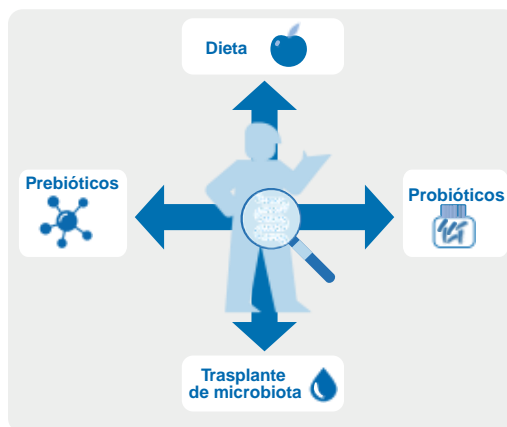 Dieta
Prebióticos
Probióticos
Trasplante
de microbiota